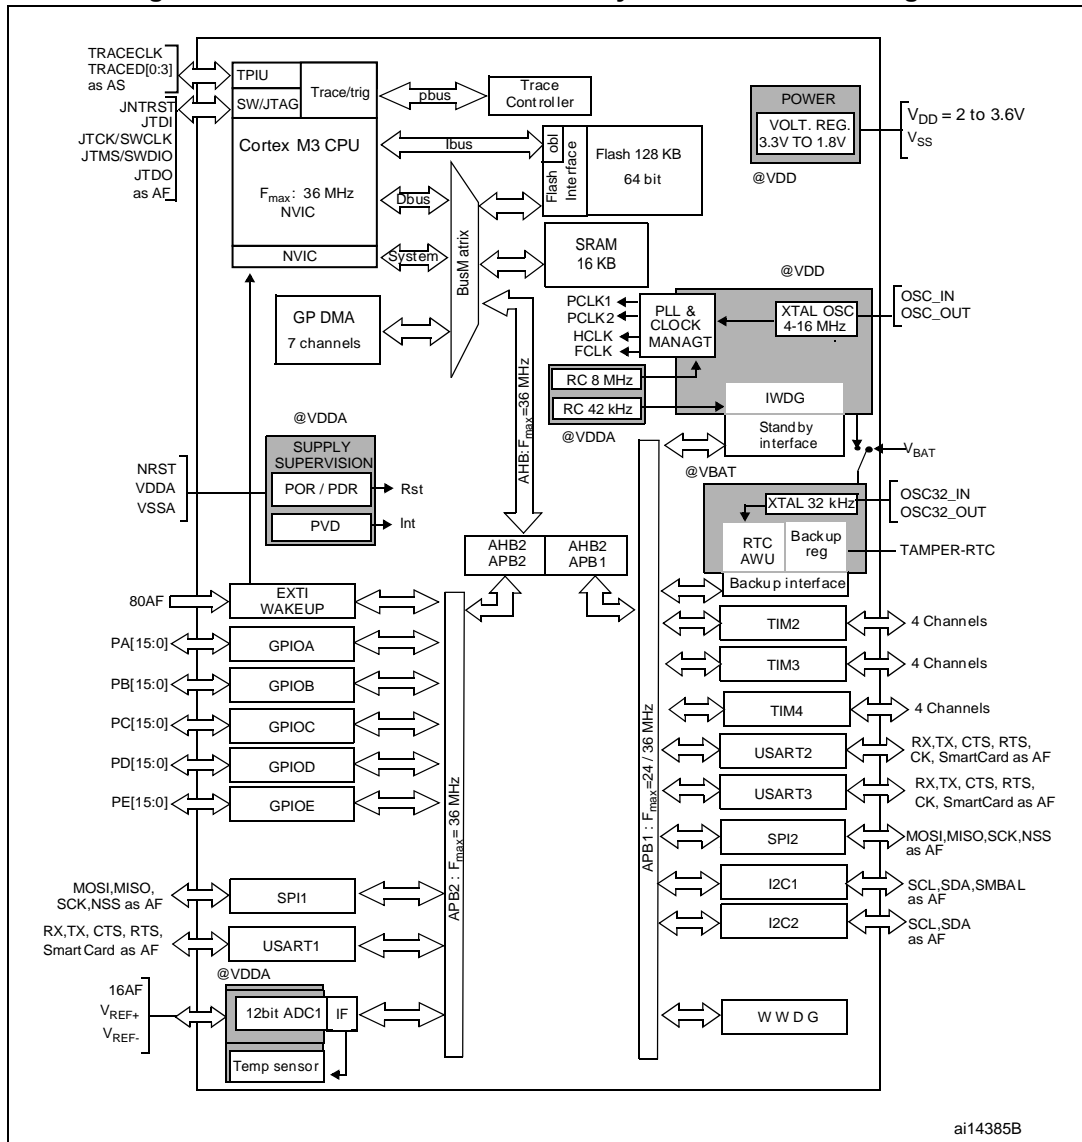 TRACECLK
TRACED[0:3]
as AS
TPIU
SW/JTAG
Trace/trig
pbus
Trace
Controller
JNTRST
JTDI
JTCK/SWCLK
JTMS/SWDIO
JTDO
as AF
Cortex M3 CPU
Fmax: 36 MHz
NVIC
NVIC
Ibus
Dbus
System
BusMatrix
obl
Flash
Interface
Flash 128 KB
64 bit
SRAM
16 KB
POWER
VOLT. REG.
3.3V TO 1.8V
@VDD
VDD = 2 to 3.6V
VSS
GP DMA
7 channels
AHB: Fmax=36 MHz
@VDD
PCLK1
PCLK2
HCLK
FCLK
PLL &
CLOCK
MANAGT
XTAL OSC
4-16 MHz
OSC_IN
OSC_OUT
RC 8 MHz
RC 42 kHz
@VDDA
IWDG
Standby
interface
VBAT
@VBAT
@VDDA
SUPPLY
SUPERVISION
POR / PDR
PVD
Rst
Int
NRST
VDDA
VSSA
XTAL 32 kHz
OSC32_IN
OSC32_OUT
RTC
AWU
Backup
reg
TAMPER-RTC
Backup interface
AHB2
APB2
AHB2
APB1
80AF
EXTI
WAKEUP
PA[15:0]
GPIOA
PB[15:0]
GPIOB
PC[15:0]
GPIOC
PD[15:0]
GPIOD
PE[15:0]
GPIOE
MOSI,MISO,
SCK,NSS as AF
SPI1
RX,TX, CTS, RTS,
SmartCard as AF
USART1
@VDDA
16AF
VREF+
VREF-
12bit ADC1
IF
Temp sensor
APB2 : Fmax= 36 MHz
APB1 : Fmax=24 / 36 MHz
TIM2
4 Channels
TIM3
4 Channels
TIM4
4 Channels
USART2
RX,TX, CTS, RTS,
CK, SmartCard as AF
USART3
RX,TX, CTS, RTS,
CK, SmartCard as AF
SPI2
MOSI,MISO,SCK,NSS
as AF
I2C1
SCL,SDA,SMBAL
as AF
I2C2
SCL,SDA
as AF
WWDG
ai14385B